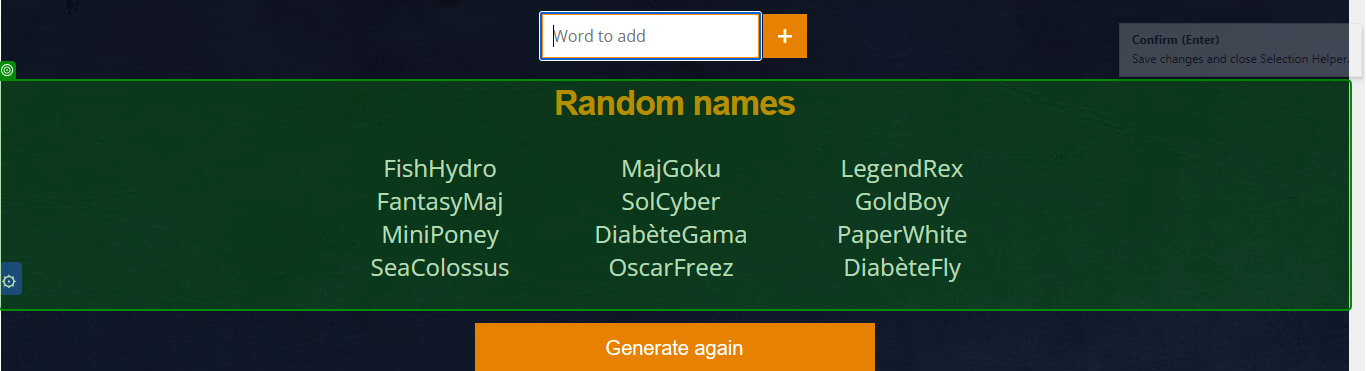 Word to add
+
Confirm (Enter)
Save changes and close Selection Helper.
Random names
FishHydro MajGoku LegendRex
FantasyMaj SolCyber GoldBoy
MiniPoney DiabèteGama PaperWhite
SeaColossus OscarFreez DiabèteFly
Generate again